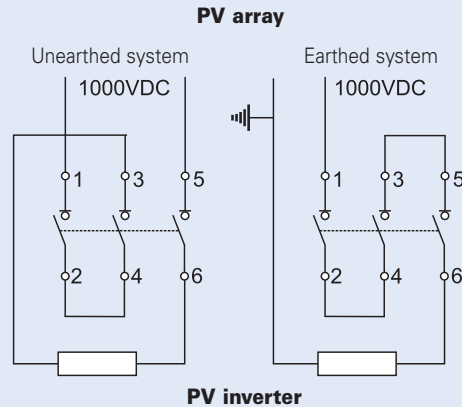 PV array
Unearthed system Earthed system
1000VDC 1000VDC
1 3 5 1 3 5
2 4 6 2 4 6
PV inverter